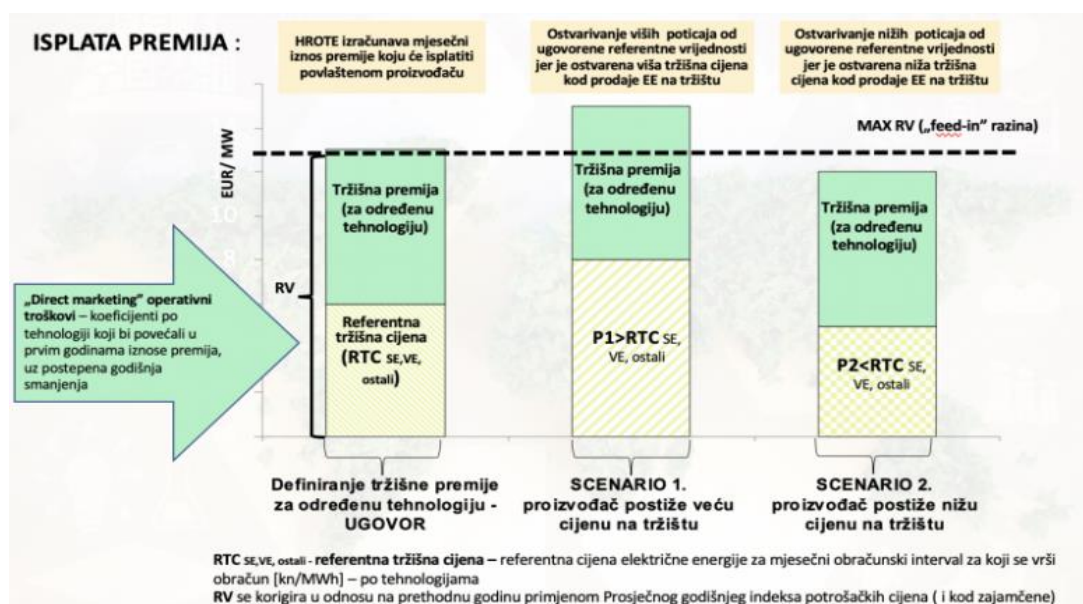 ISPLATA PREMIJA :
HROTE izračunava mjesečni
iznos premije koju će isplatiti
povlaštenom proizvođaču
Ostvarivanje viših poticaja od
ugovorene referentne vrijednosti
jer je ostvarena viša tržišna cijena
kod prodaje EE na tržištu
Ostvarivanje nižih poticaja od
ugovorene referentne vrijednosti
jer je ostvarena niža tržišna
cijena kod prodaje EE na tržištu
MAX RV („feed-in" razina)
EUR/ MW
10
8
Tržišna premija
(za određenu
tehnologiju)
Tržišna premija
(za određenu
tehnologiju)
Tržišna premija
(za određenu
tehnologiju)
RV
„Direct marketing" operativni
troškovi – koeficijenti po
tehnologiji koji bi povećali u
prvim godinama iznose premija,
uz postepena godišnja
smanjenja
Referentna
tržišna cijena
(RTC SE,VE,
ostali)
P1>RTC SE,
VE, ostali
P2<RTC SE,
VE, ostali
Definiranje tržišne premije
za određenu tehnologiju -
UGOVOR
SCENARIO 1.
proizvođač postiže veću
cijenu na tržištu
SCENARIO 2.
proizvođač postiže nižu
cijenu na tržištu
RTC SE,VE, ostali - referentna tržišna cijena – referentna cijena električne energije za mjesečni obračunski interval za koji se vrši
obračun [kn/MWh] – po tehnologijama
RV se korigira u odnosu na prethodnu godinu primjenom Prosječnog godišnjeg indeksa potrošačkih cijena ( i kod zajamčene)